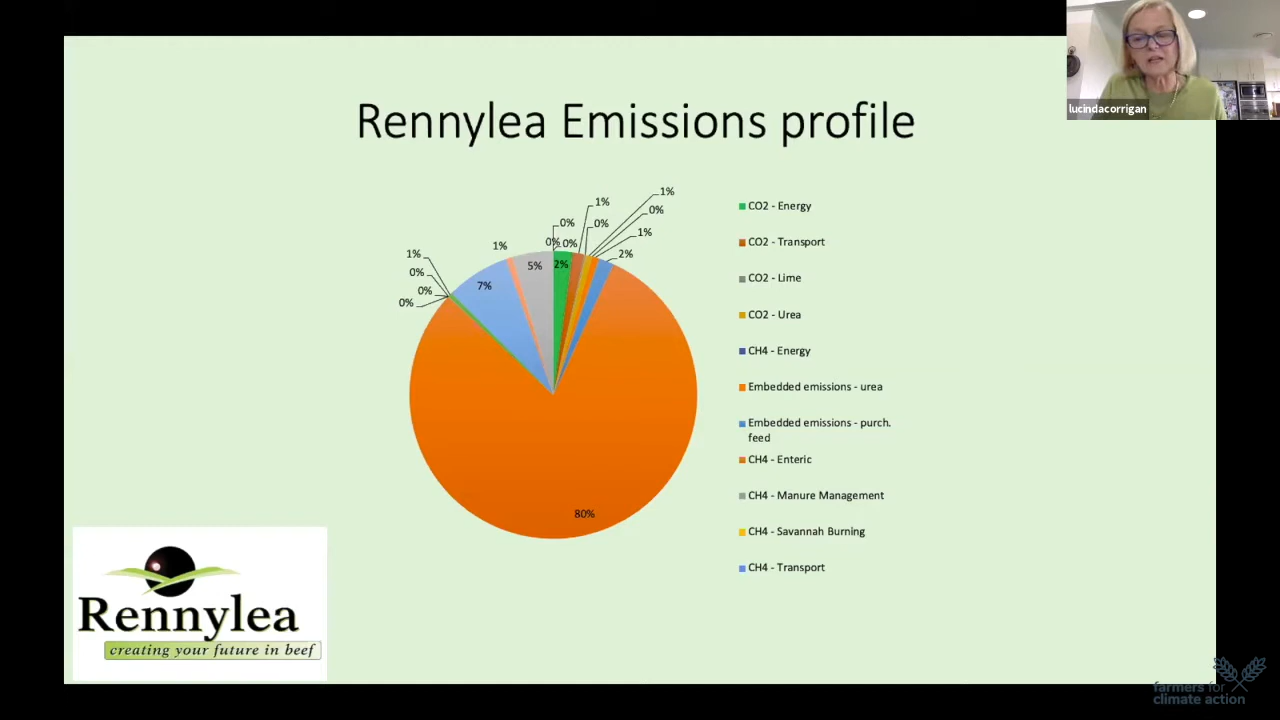 lucindacorrigan
Rennylea Emissions profile
1%
1%
0%
0%
0%
1%
0%
0%
2%
1%
5%
2%
1%
0%
0%
0%
7%
80%
CO2 - Energy
CO2 - Transport
CO2 - Lime
CO2 - Urea
CH4 - Energy
Embedded emissions - urea
Embedded emissions - purch.
feed
CH4 - Enteric
CH4 - Manure Management
CH4 - Savannah Burning
CH4 - Transport
Rennylea
creating your future in beef
farmers for
climate action